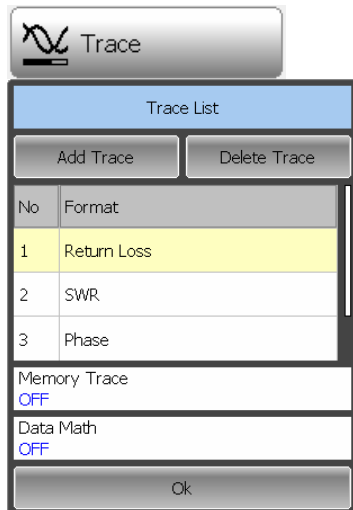 Trace
Trace List
Add Trace Delete Trace
No Format
1 Return Loss
2 SWR
3 Phase
Memory Trace
OFF
Data Math
OFF
Ok